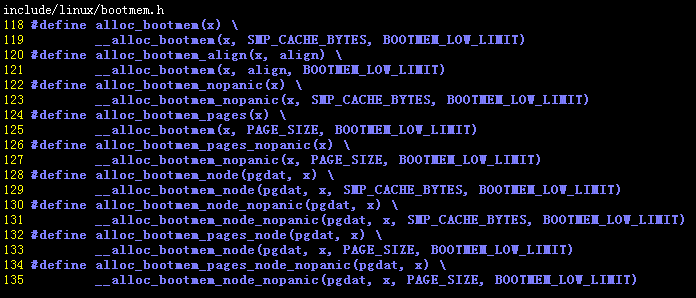 include/linux/bootmem.h
118 #define alloc_bootmem(x) \
119         __alloc_bootmem(x, SMP_CACHE_BYTES, BOOTMEM_LOW_LIMIT)
120 #define alloc_bootmem_align(x, align) \
121         __alloc_bootmem(x, align, BOOTMEM_LOW_LIMIT)
122 #define alloc_bootmem_nopanic(x) \
123         __alloc_bootmem_nopanic(x, SMP_CACHE_BYTES, BOOTMEM_LOW_LIMIT)
124 #define alloc_bootmem_pages(x) \
125         __alloc_bootmem(x, PAGE_SIZE, BOOTMEM_LOW_LIMIT)
126 #define alloc_bootmem_pages_nopanic(x) \
127         __alloc_bootmem_nopanic(x, PAGE_SIZE, BOOTMEM_LOW_LIMIT)
128 #define alloc_bootmem_node(pgdat, x) \
129         __alloc_bootmem_node(pgdat, x, SMP_CACHE_BYTES, BOOTMEM_LOW_LIMIT)
130 #define alloc_bootmem_node_nopanic(pgdat, x) \
131         __alloc_bootmem_node_nopanic(pgdat, x, SMP_CACHE_BYTES, BOOTMEM_LOW_LIMIT)
132 #define alloc_bootmem_pages_node(pgdat, x) \
133         __alloc_bootmem_node(pgdat, x, PAGE_SIZE, BOOTMEM_LOW_LIMIT)
134 #define alloc_bootmem_pages_node_nopanic(pgdat, x) \
135         __alloc_bootmem_node_nopanic(pgdat, x, PAGE_SIZE, BOOTMEM_LOW_LIMIT)